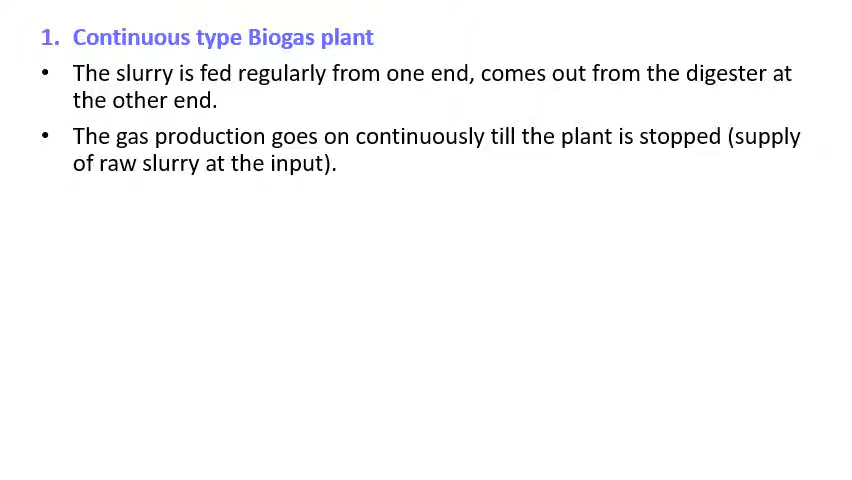 1. Continuous type Biogas plant
• The slurry is fed regularly from one end, comes out from the digester at
the other end.
• The gas production goes on continuously till the plant is stopped (supply
of raw slurry at the input).